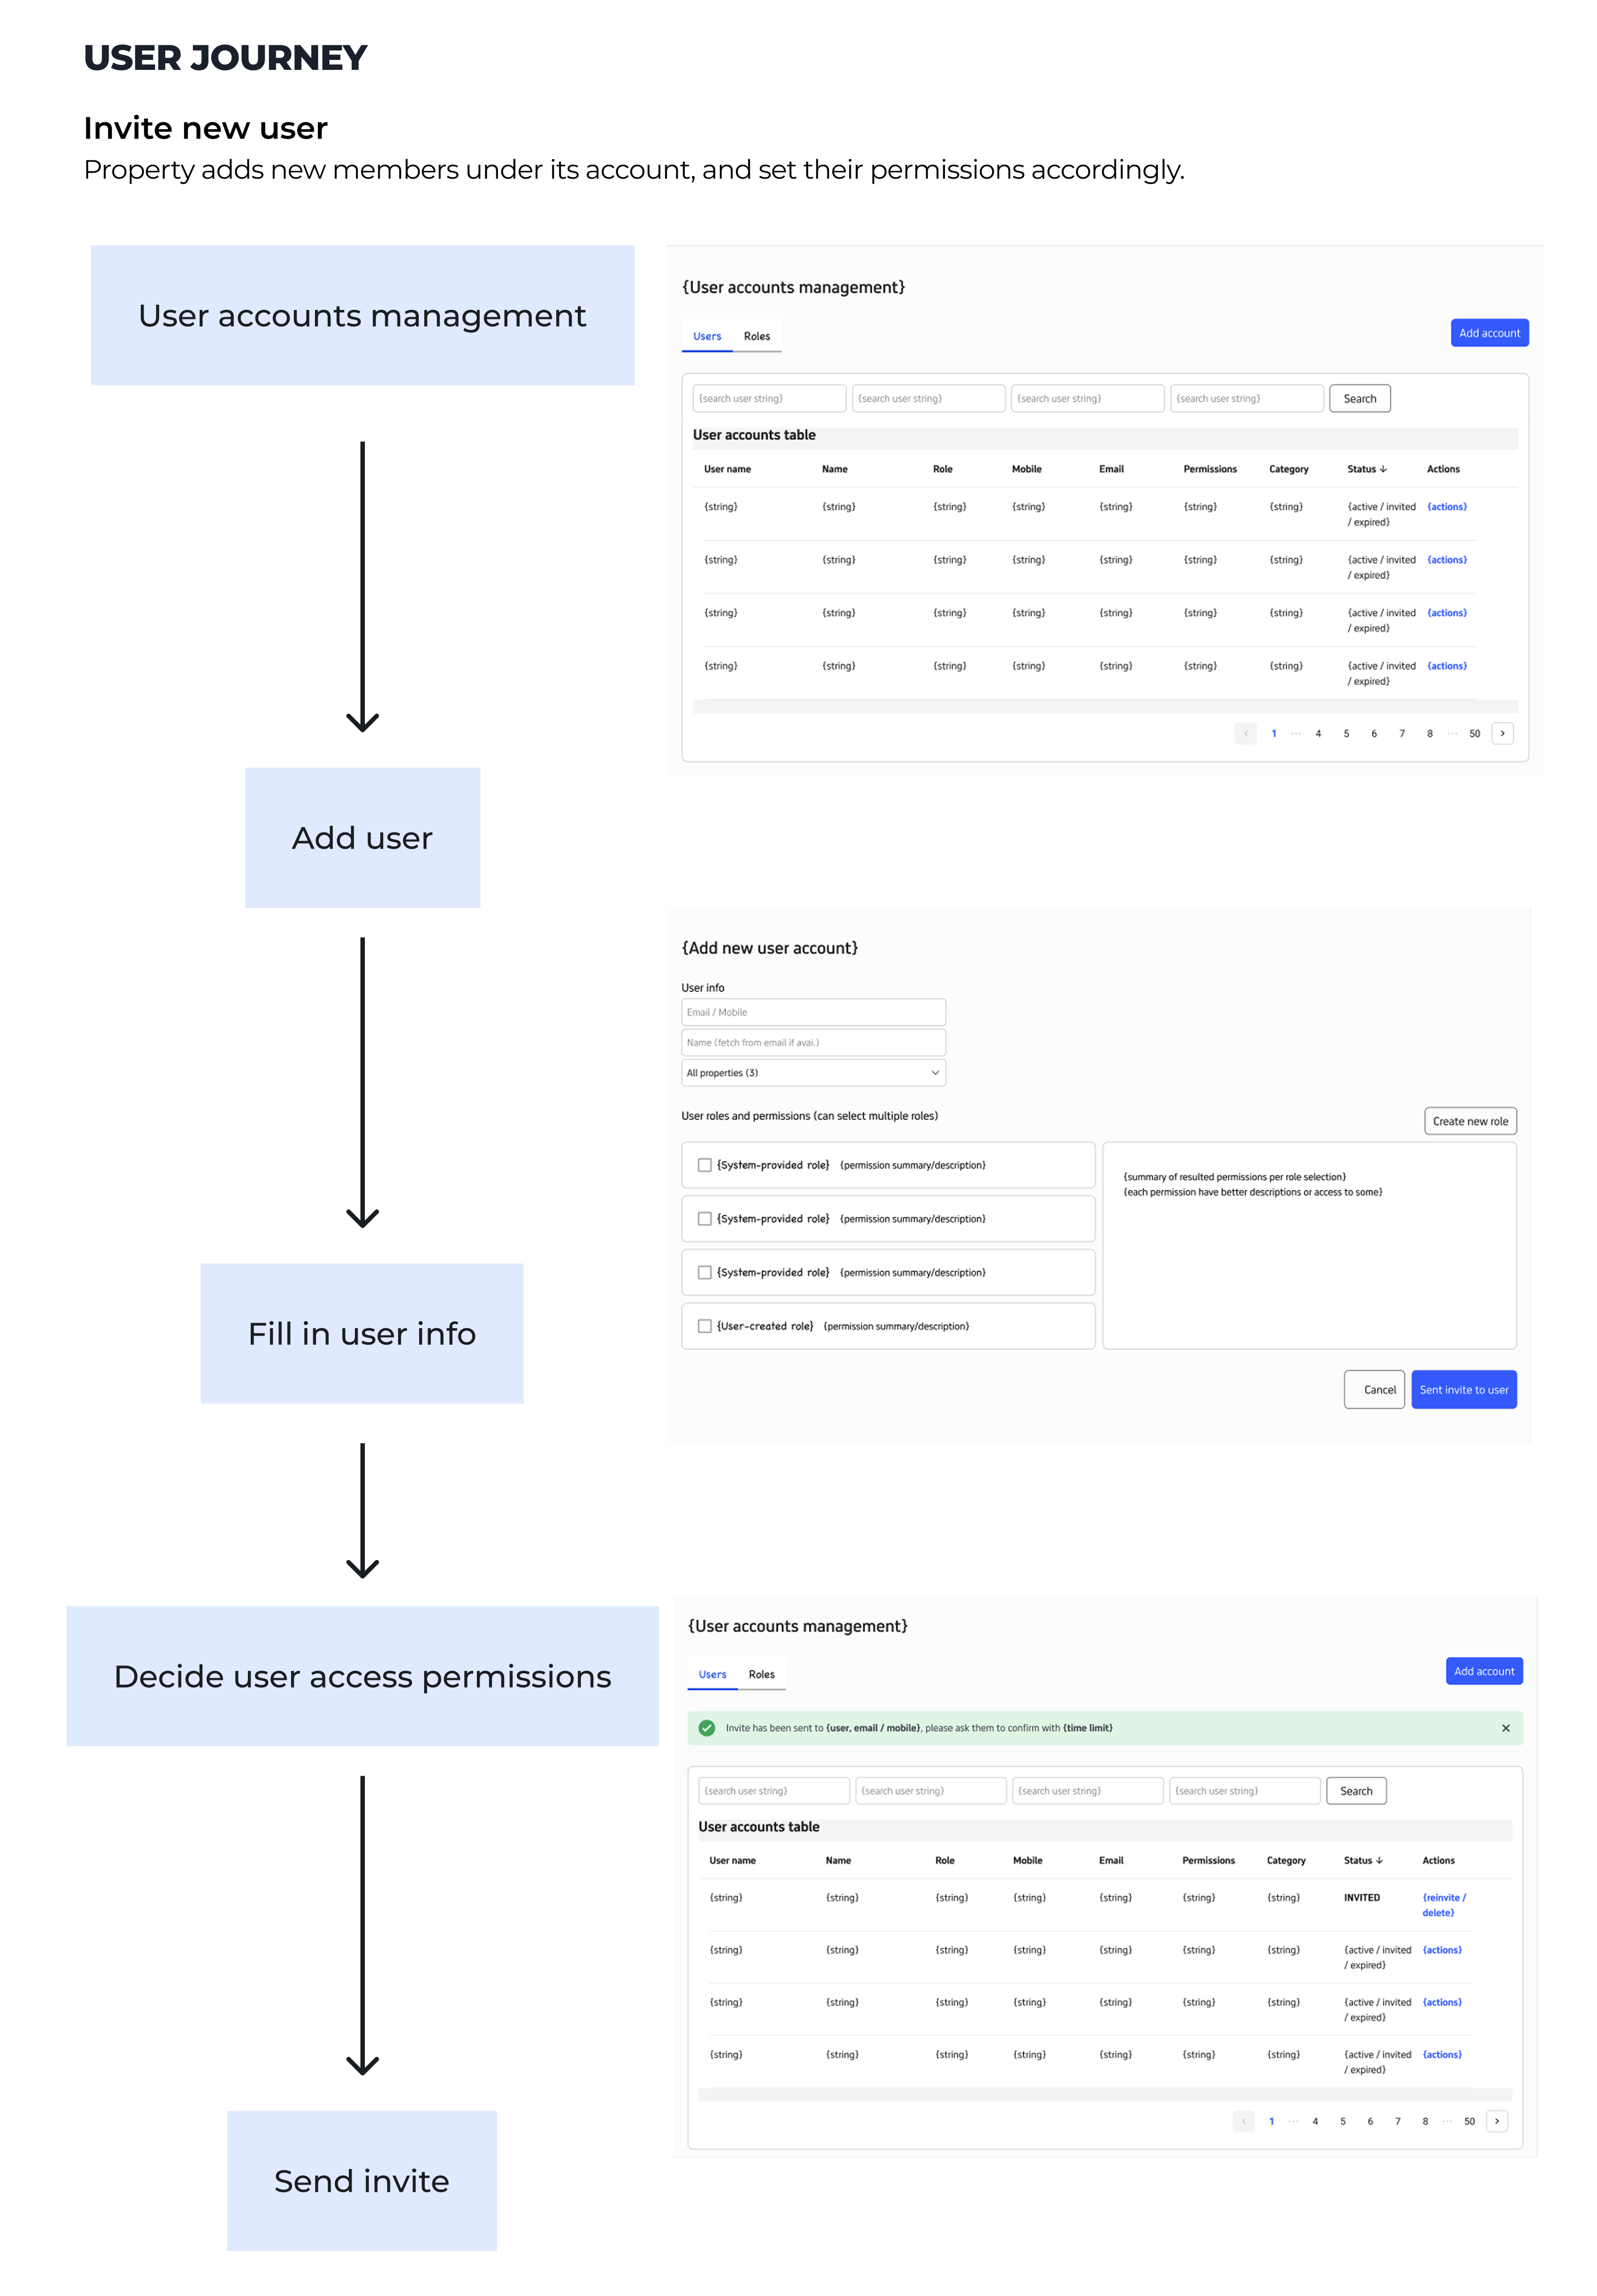 USER JOURNEY
Invite new user
Property adds new members under its account, and set their permissions accordingly.
User accounts management
{User accounts management}
Users Roles
Add account
{search user string} {search user string} {search user string} {search user string} Search
User accounts table
User name Name Role Mobile Email Permissions Category Status ↓ Actions
{string} {string} {string} {string} {string} {string} {string} {active / invited {actions}
/ expired}
{string} {string} {string} {string} {string} {string} {string} {active / invited {actions}
/ expired}
{string} {string} {string} {string} {string} {string} {string} {active / invited {actions}
/ expired}
{string} {string} {string} {string} {string} {string} {string} {active / invited {actions}
/ expired}
< 1 ··· 4 5 6 7 8 ··· 50 >
Add user
{Add new user account}
User info
Email / Mobile
Name (fetch from email if avai.)
All properties (3)
User roles and permissions (can select multiple roles)
Create new role
{System-provided role} {permission summary/description}
{System-provided role} {permission summary/description}
{System-provided role} {permission summary/description}
{User-created role} {permission summary/description}
{summary of resulted permissions per role selection}
{each permission have better descriptions or access to some}
Cancel Sent invite to user
Fill in user info
Decide user access permissions
{User accounts management}
Users Roles
Add account
Invite has been sent to {user, email / mobile}, please ask them to confirm with {time limit}
{search user string} {search user string} {search user string} {search user string} Search
User accounts table
User name Name Role Mobile Email Permissions Category Status ↓ Actions
{string} {string} {string} {string} {string} {string} {string} INVITED {reinvite /
delete}
{string} {string} {string} {string} {string} {string} {string} {active / invited {actions}
/ expired}
{string} {string} {string} {string} {string} {string} {string} {active / invited {actions}
/ expired}
{string} {string} {string} {string} {string} {string} {string} {active / invited {actions}
/ expired}
< 1 ··· 4 5 6 7 8 ··· 50 >
Send invite